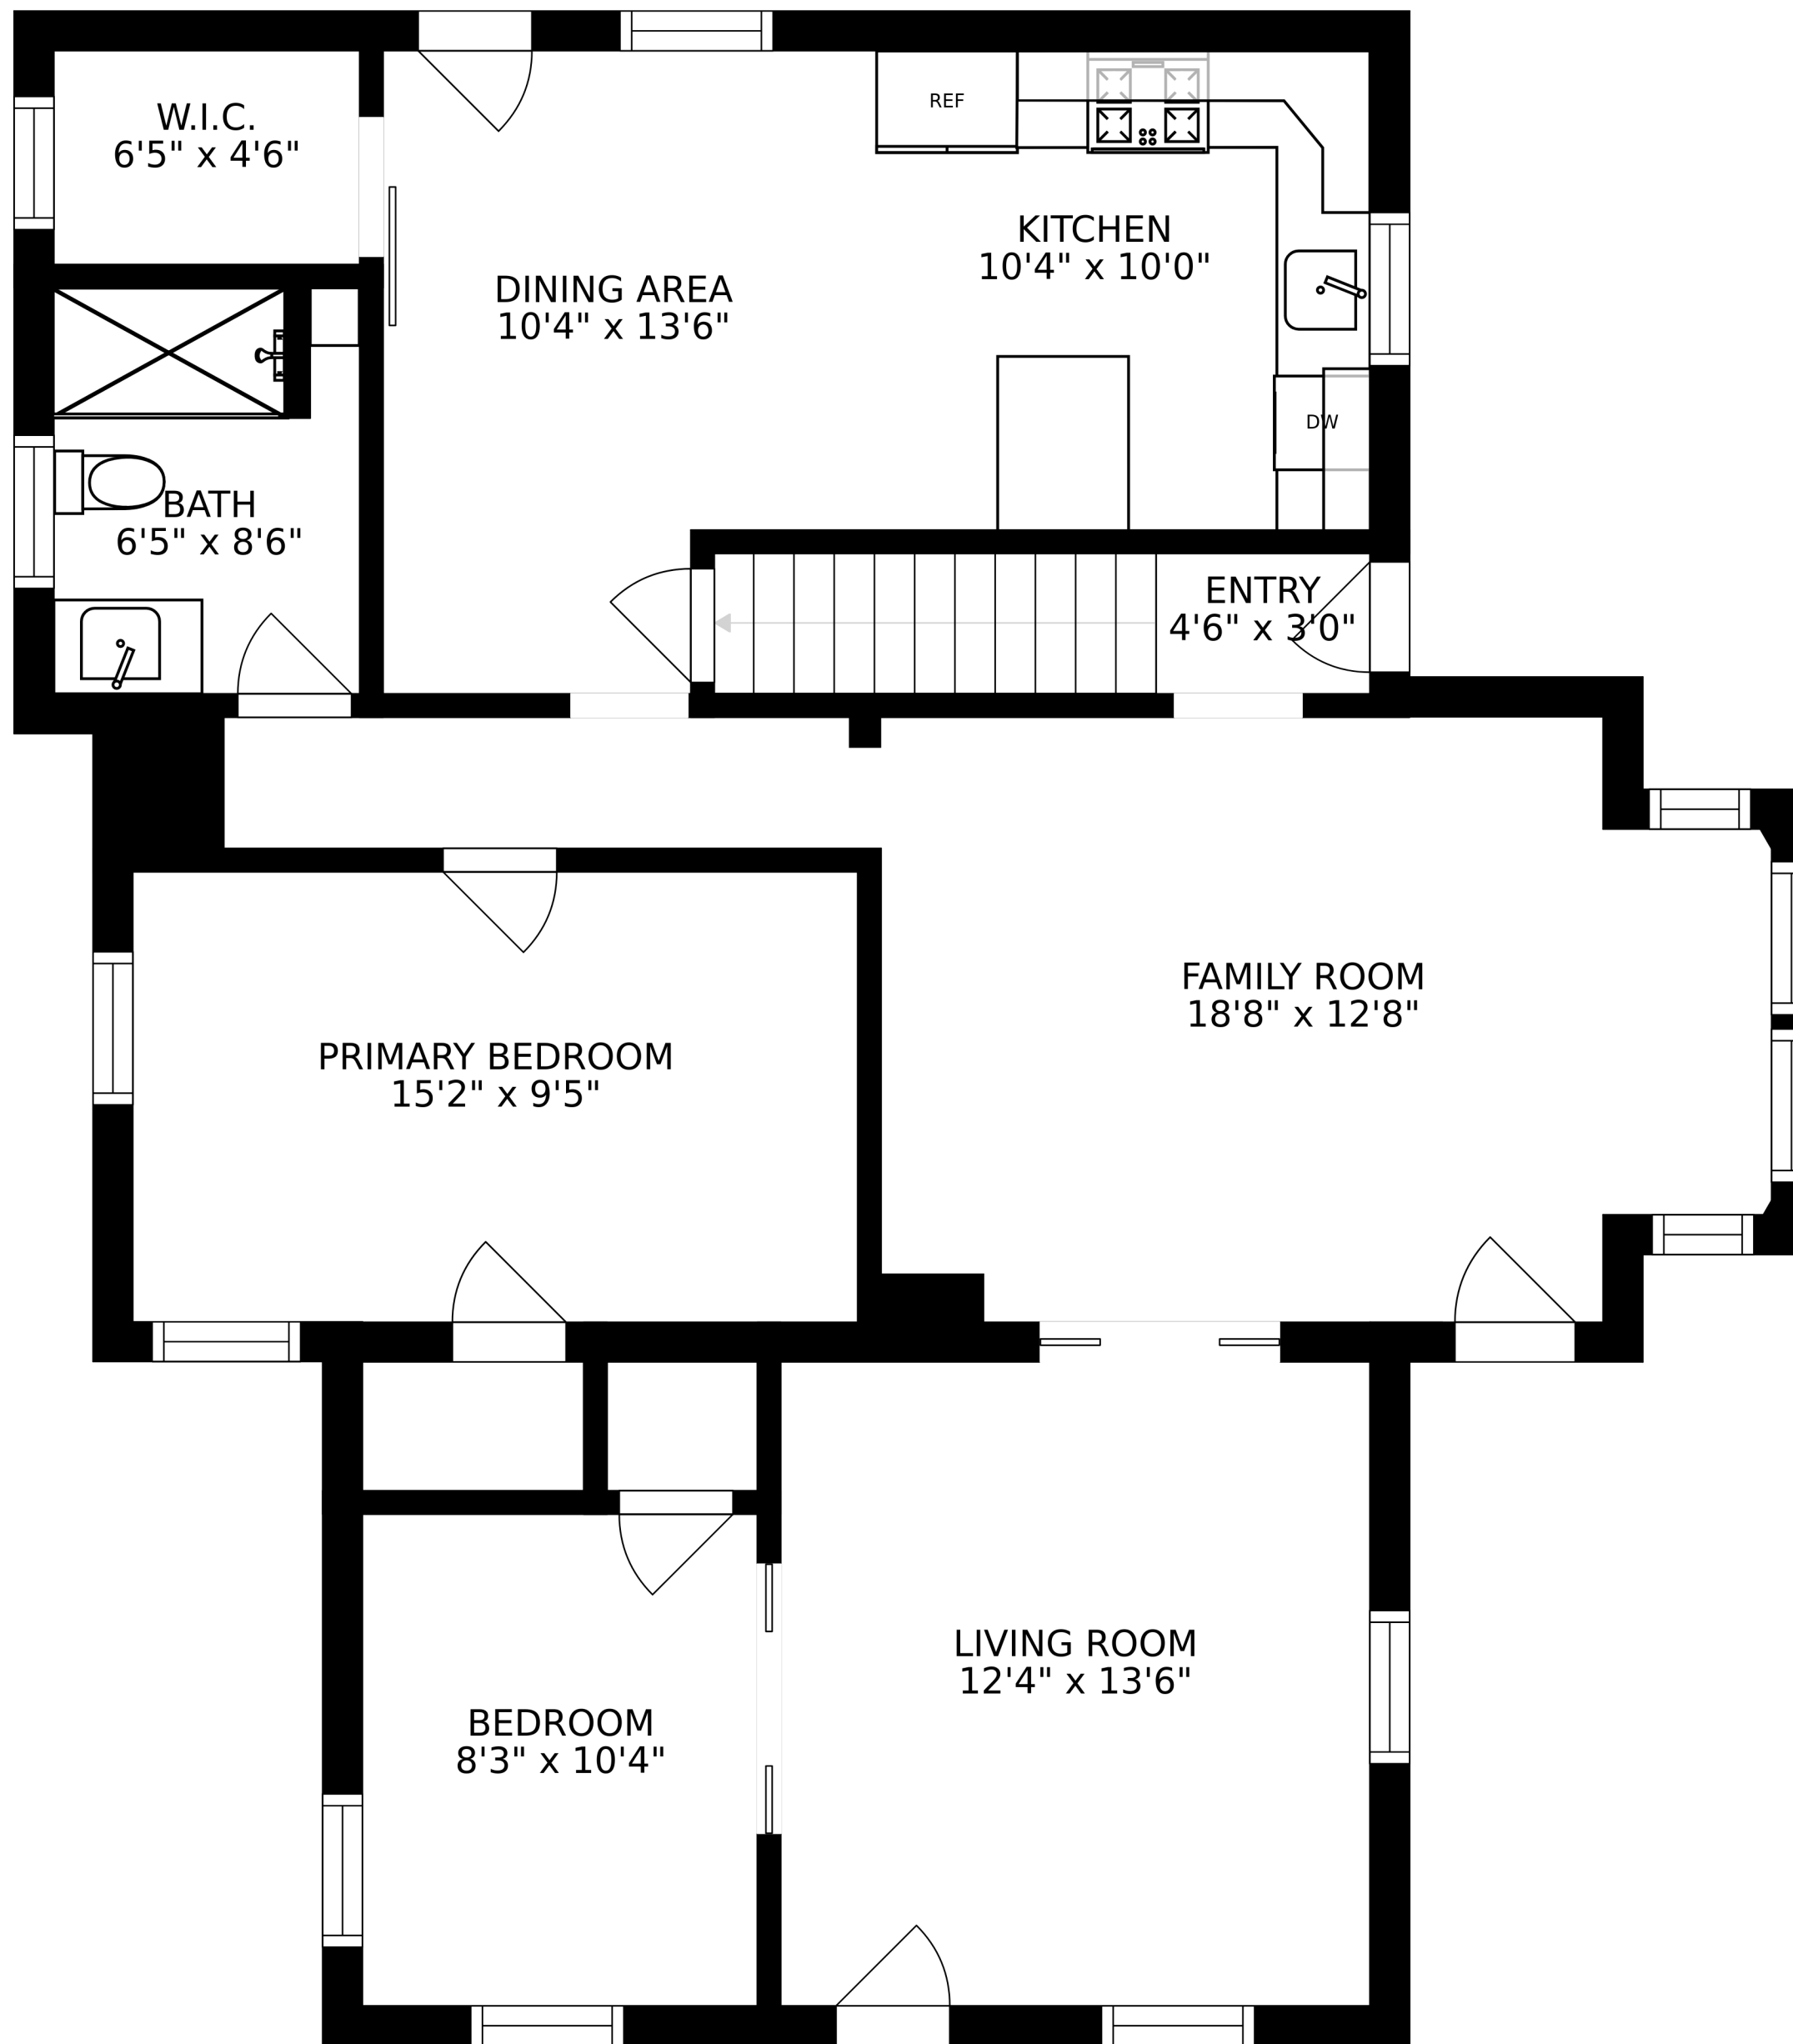 W.I.C.
6'5" x 4'6"
REF
KITCHEN
10'4" x 10'0"
DINING AREA
10'4" x 13'6"
DW
BATH
6'5" x 8'6"
ENTRY
4'6" x 3'0"
FAMILY ROOM
18'8" x 12'8"
PRIMARY BEDROOM
15'2" x 9'5"
LIVING ROOM
12'4" x 13'6"
BEDROOM
8'3" x 10'4"